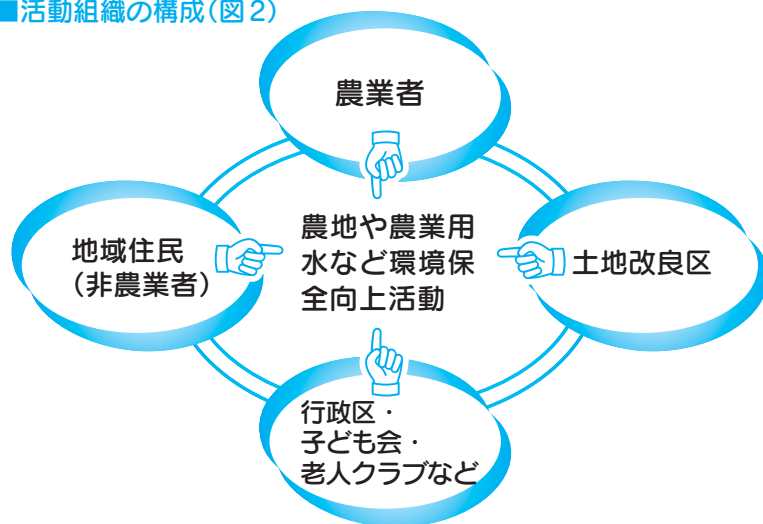 ■活動組織の構成(図2)
農業者
地域住民
(非農業者)
農地や農業用
水など環境保
全向上活動
土地改良区
行政区・
子ども会・
老人クラブなど